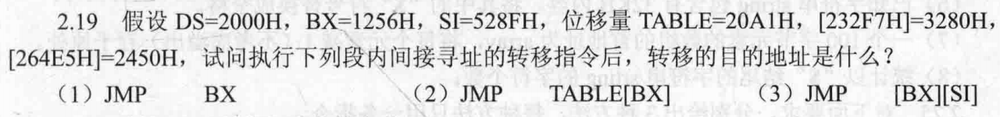 2.19 假设 DS=2000H，BX=1256H，SI=528FH，位移量 TABLE=20A1H，[232F7H]=3280H，
[264E5H]=2450H，试问执行下列段内间接寻址的转移指令后，转移的目的地址是什么？
（1）JMP BX （2）JMP TABLE[BX] （3）JMP [BX][SI]